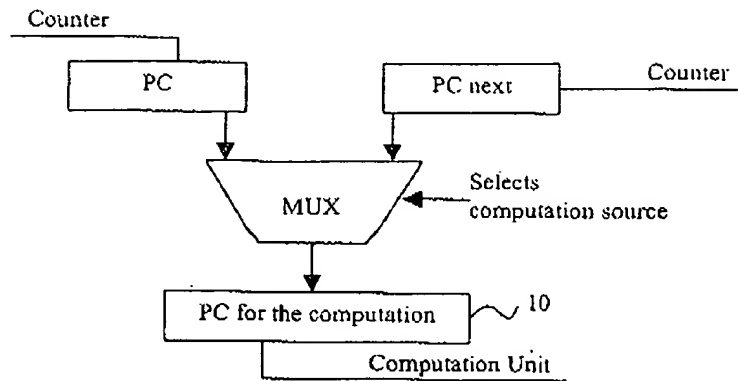 Counter
PC
PC next
Counter
MUX
Selects
computation source
PC for the computation
10
Computation Unit